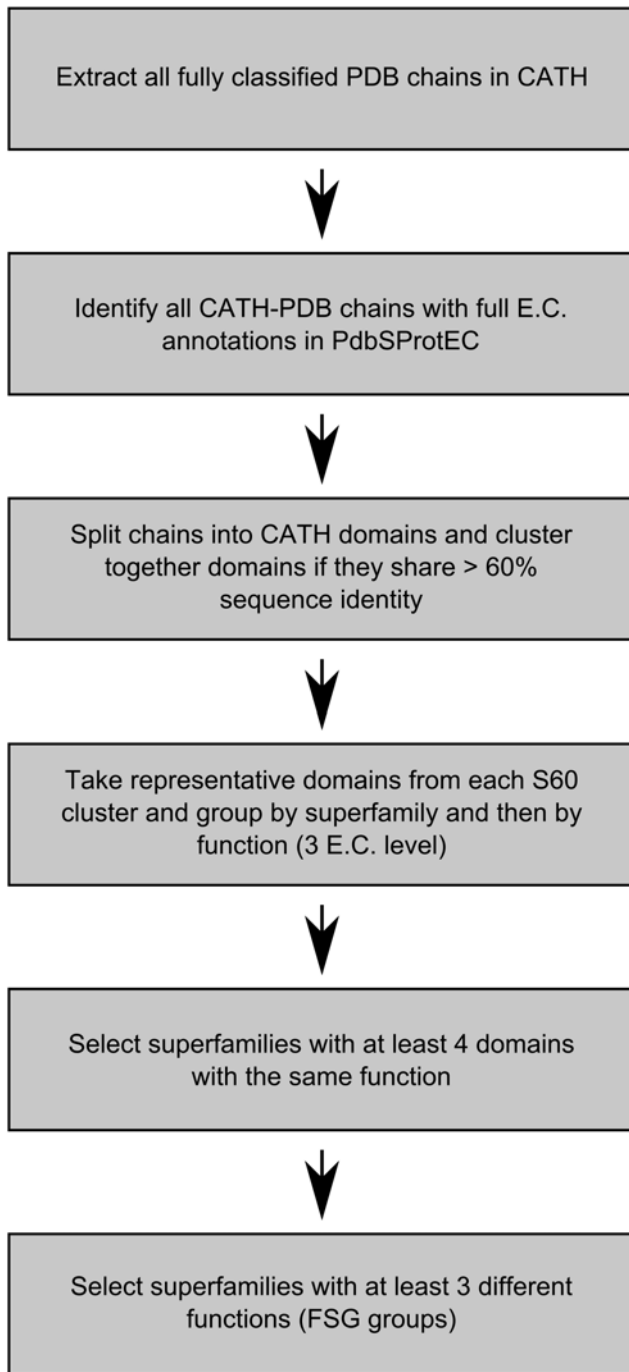 Extract all fully classified PDB chains in CATH
Identify all CATH-PDB chains with full E.C.
annotations in PdbSProtEC
Split chains into CATH domains and cluster
together domains if they share > 60%
sequence identity
Take representative domains from each S60
cluster and group by superfamily and then by
function (3 E.C. level)
Select superfamilies with at least 4 domains
with the same function
Select superfamilies with at least 3 different
functions (FSG groups)